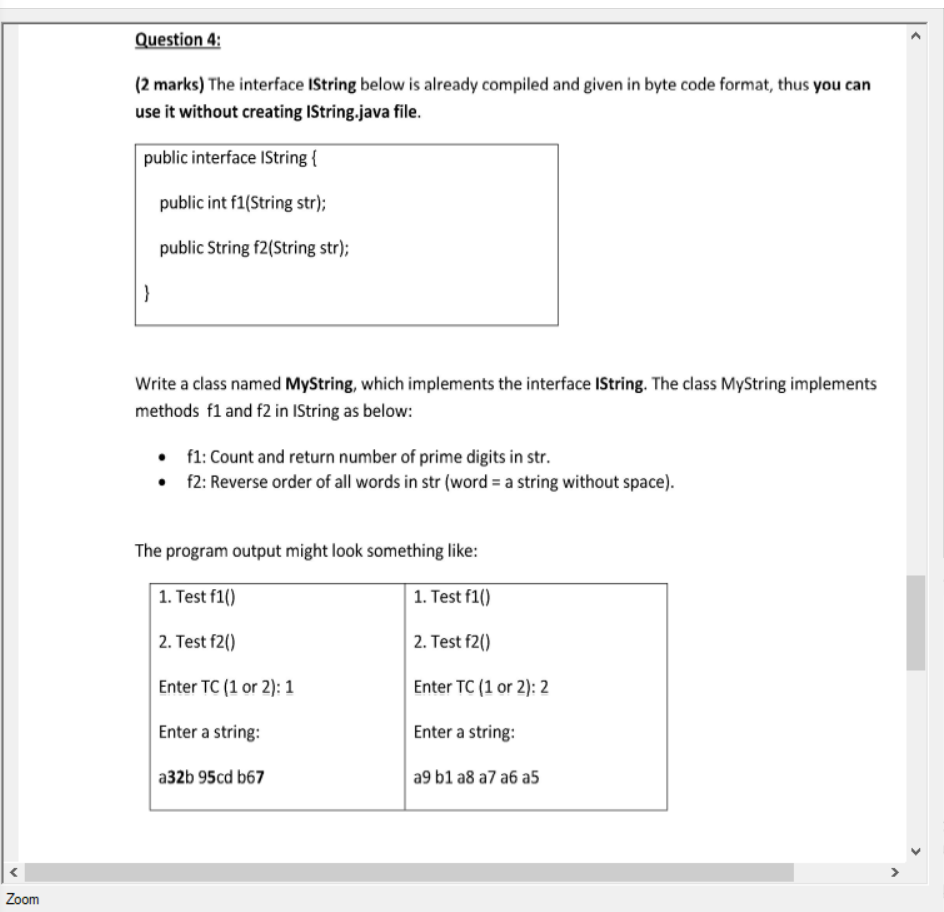 Question 4:
(2 marks) The interface IString below is already compiled and given in byte code format, thus you can
use it without creating IString.java file.
public interface IString {
public int f1(String str);
public String f2(String str);
}
Write a class named MyString, which implements the interface IString. The class MyString implements
methods f1 and f2 in IString as below:
• f1: Count and return number of prime digits in str.
• f2: Reverse order of all words in str (word = a string without space).
The program output might look something like:
1. Test f1()
2. Test f2()
Enter TC (1 or 2): 1
Enter a string:
a32b 95cd b67
1. Test f1()
2. Test f2()
Enter TC (1 or 2): 2
Enter a string:
a9 b1 a8 a7 a6 a5
Zoom